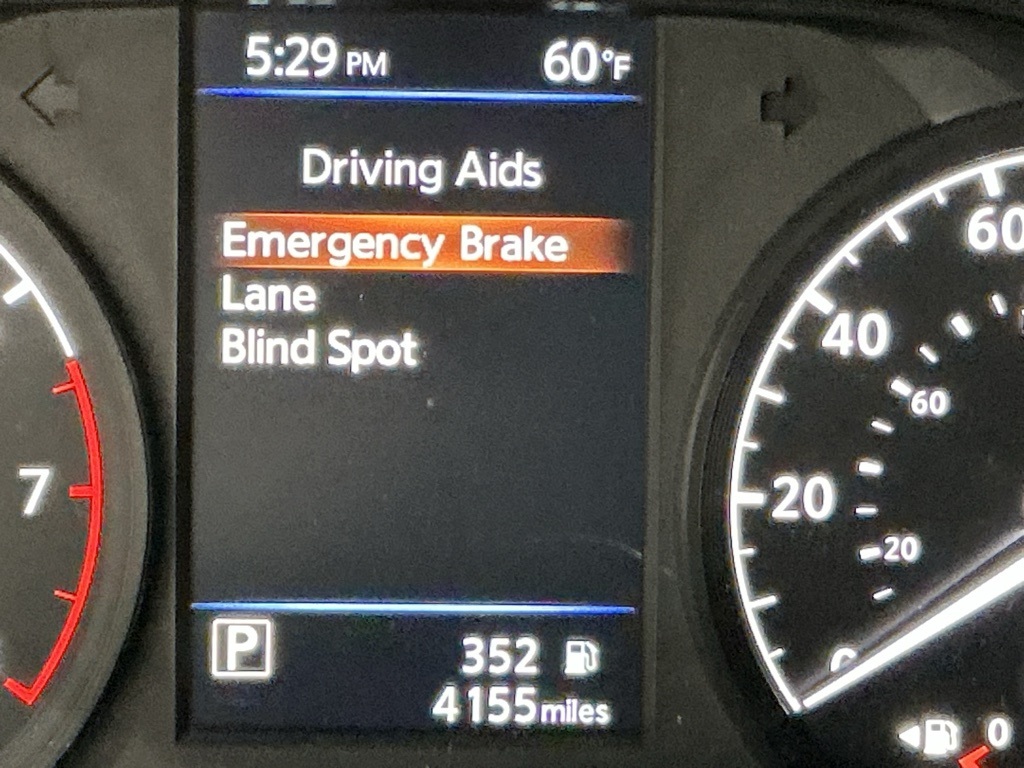 5:29 PM 60°F
Driving Aids
Emergency Brake
Lane
Blind Spot
P 352
4155 miles
7
60
40
20
60
20
0
0